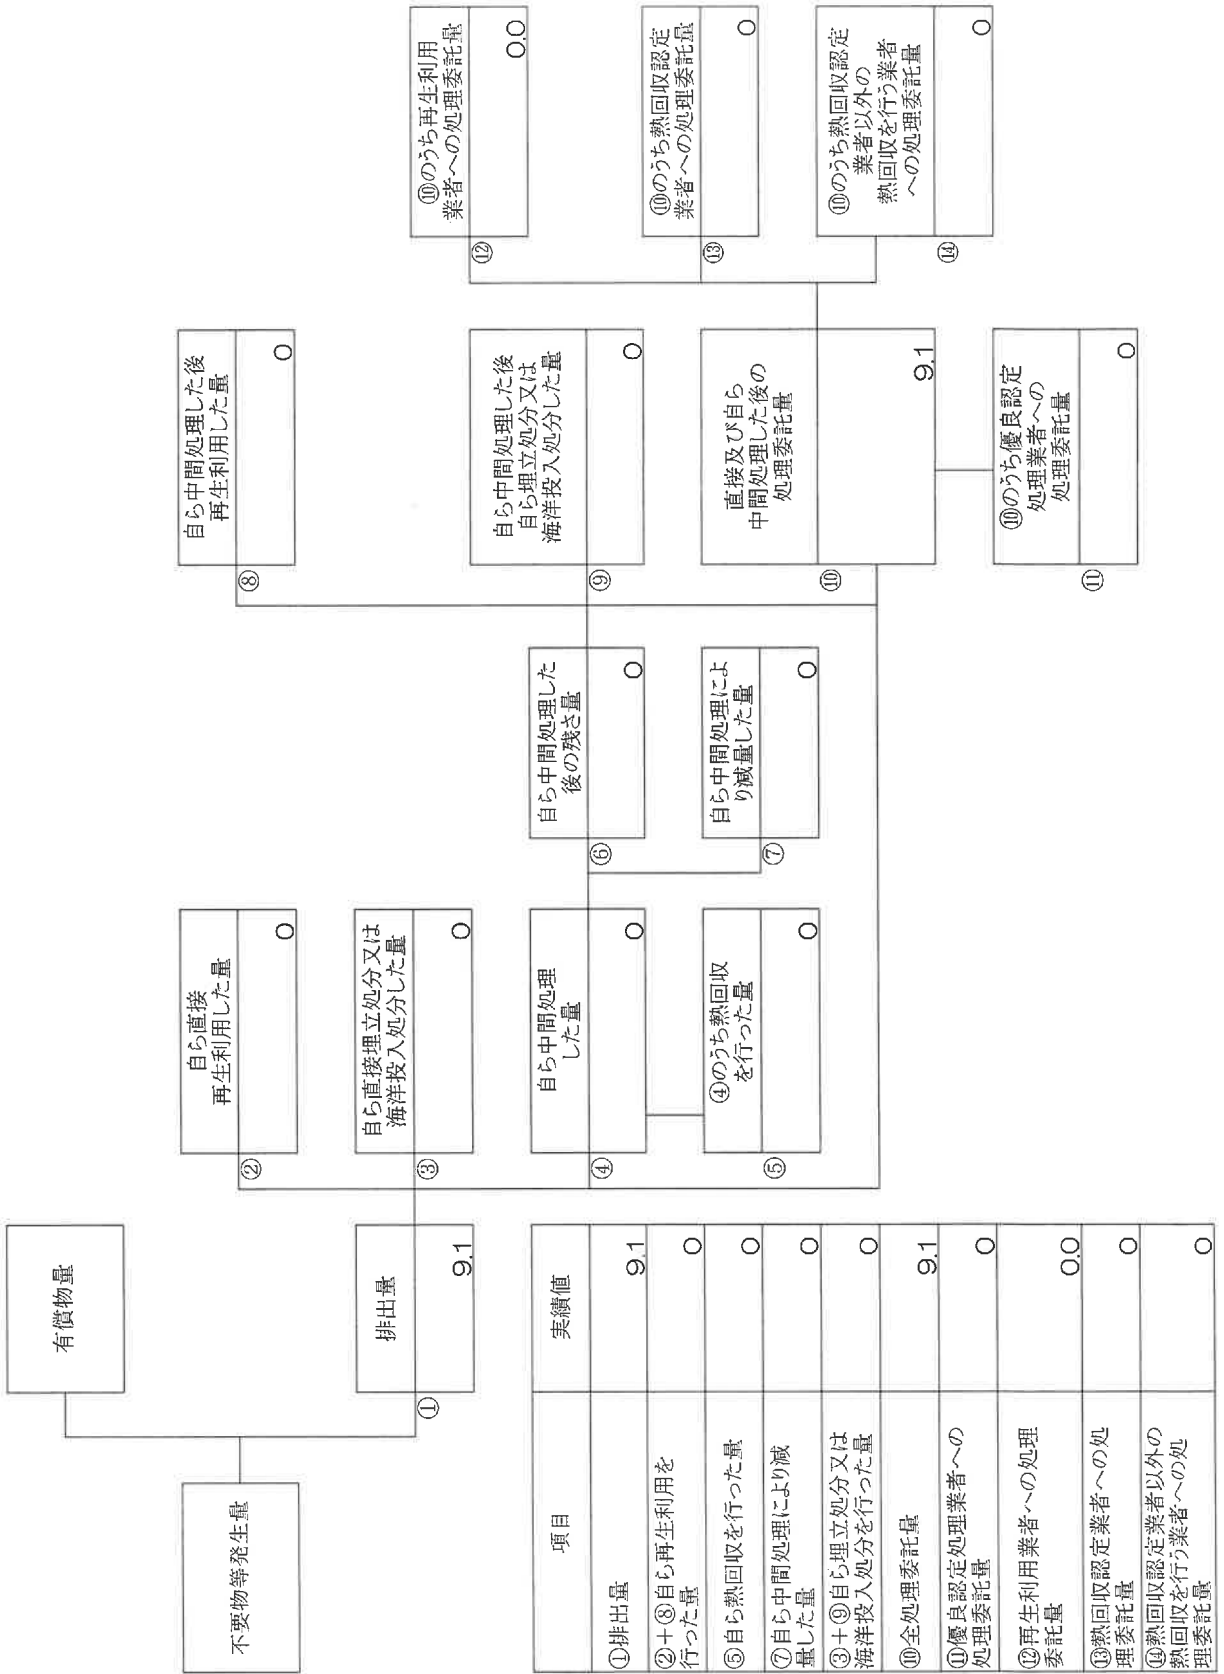 不要物等発生量
有償物量
排出量
①
9.1
自ら直接
再生利用した量
②
0
自ら直接埋立処分又は
海洋投入処分した量
③
0
自ら中間処理
した量
④
0
④のうち熱回収
を行った量
⑤
0
自ら中間処理した
後の残さ量
⑥
0
自ら中間処理によ
り減量した量
⑦
0
自ら中間処理した後
再生利用した量
⑧
0
自ら中間処理した後
自ら埋立処分又は
海洋投入処分した量
⑨
0
直接及び自ら
中間処理した後の
処理委託量
⑩
9.1
⑩のうち優良認定
処理業者への
処理委託量
⑪
0
⑩のうち再生利用
業者への処理委託量
⑫
0.0
⑩のうち熱回収認定
業者への処理委託量
⑬
0
⑩のうち熱回収認定
業者以外の
熱回収を行う業者
への処理委託量
⑭
0
項目 実績値
①排出量 9.1
②+⑧自ら再生利用を
行った量 0
⑤自ら熱回収を行った量 0
⑦自ら中間処理により減
量した量 0
③+⑨自ら埋立処分又は
海洋投入処分を行った量 0
⑩全処理委託量 9.1
⑪優良認定処理業者への
処理委託量 0
⑫再生利用業者への処理
委託量 0.0
⑬熱回収認定業者への処
理委託量 0
⑭熱回収認定業者以外の
熱回収を行う業者への処
理委託量 0